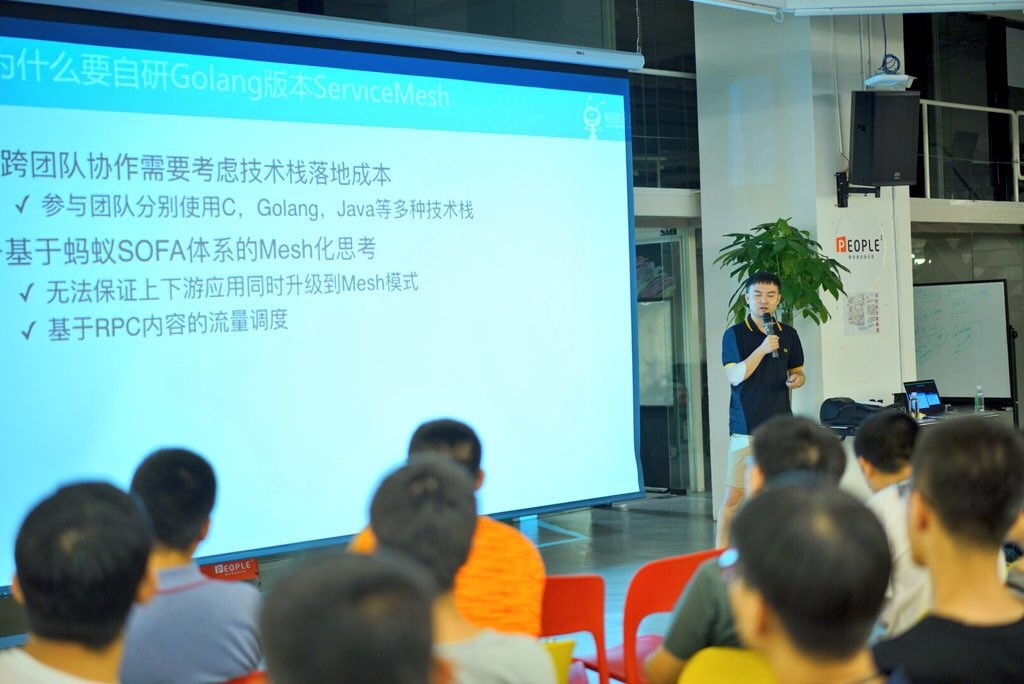 为什么要自研Golang版本ServiceMesh
跨团队协作需要考虑技术栈落地成本
✓ 参与团队分别使用C，Golang，Java等多种技术栈
基于蚂蚁SOFA体系的Mesh化思考
✓ 无法保证上下游应用同时升级到Mesh模式
✓ 基于RPC内容的流量调度
PEOPLE
PEOPLE